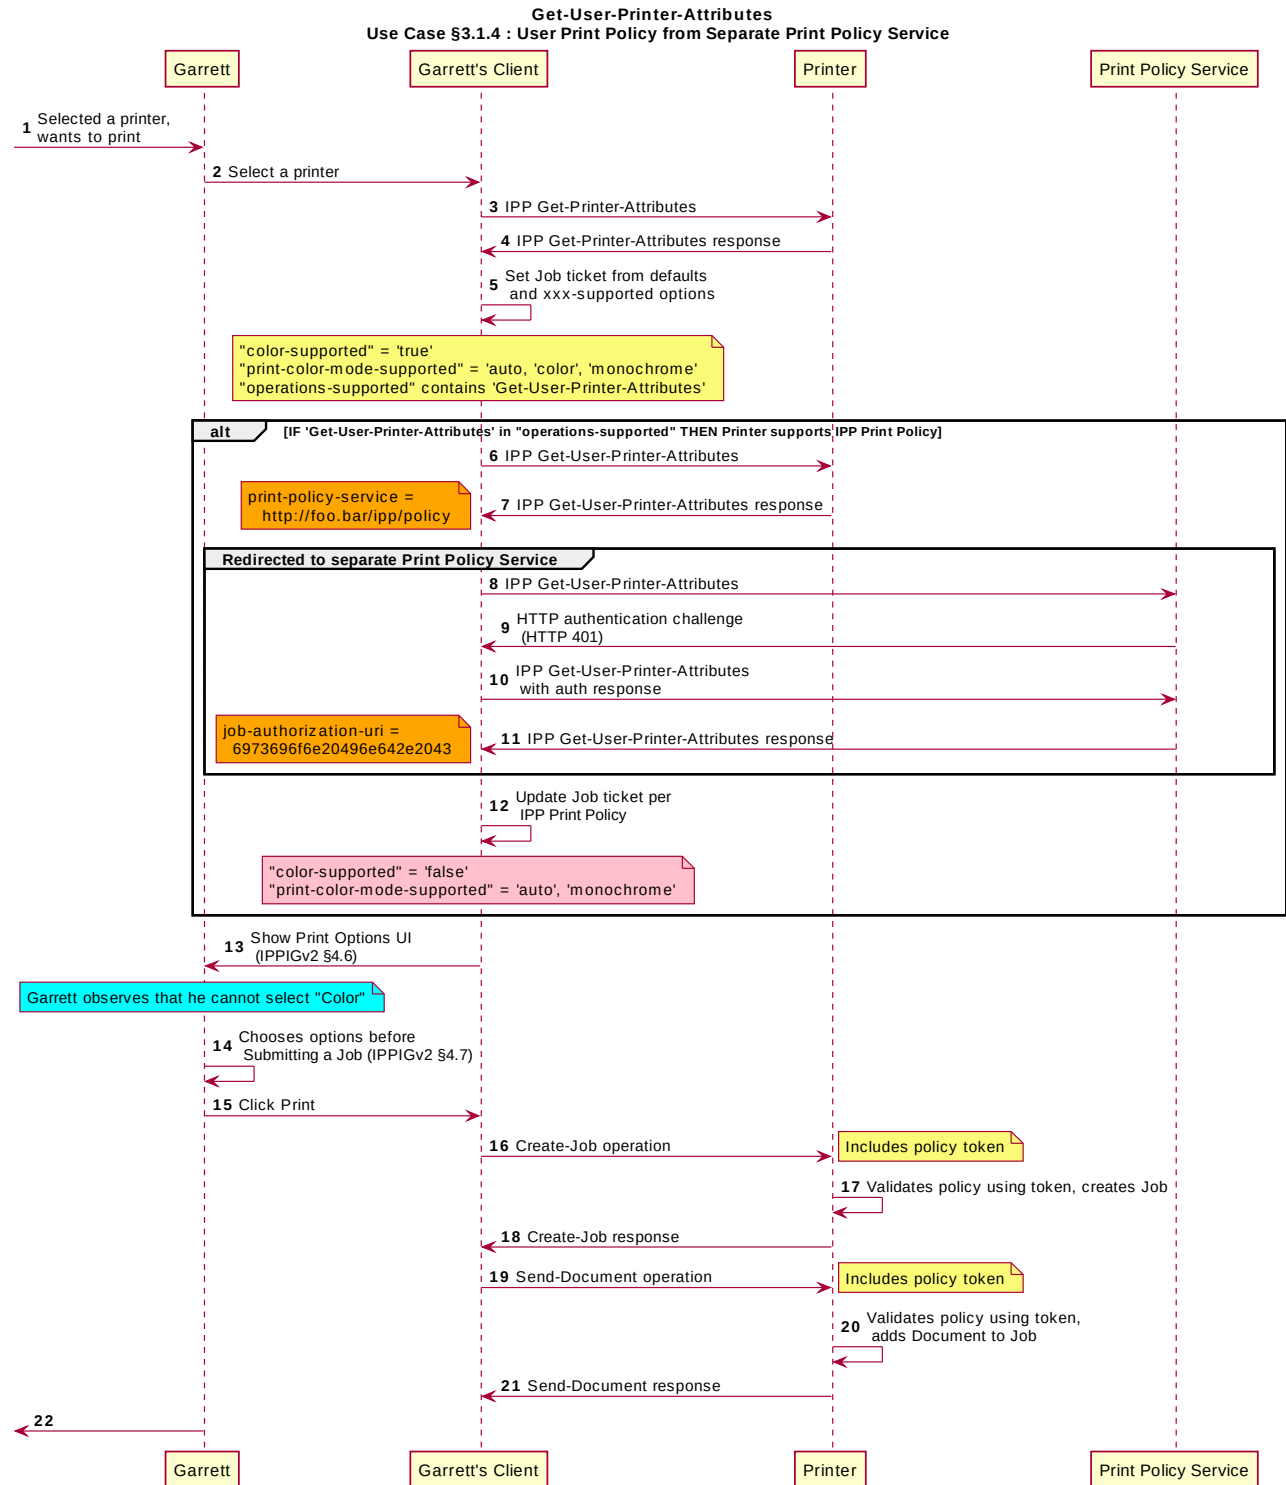 Get-User-Printer-Attributes
Use Case §3.1.4 : User Print Policy from Separate Print Policy Service
Garrett
Garrett's Client
Printer
Print Policy Service
1 Selected a printer,
wants to print
2 Select a printer
3 IPP Get-Printer-Attributes
4 IPP Get-Printer-Attributes response
5 Set Job ticket from defaults
and xxx-supported options
"color-supported" = 'true'
"print-color-mode-supported" = 'auto, 'color', 'monochrome'
"operations-supported" contains 'Get-User-Printer-Attributes'
alt [IF 'Get-User-Printer-Attributes' in "operations-supported" THEN Printer supports IPP Print Policy]
6 IPP Get-User-Printer-Attributes
print-policy-service =
http://foo.bar/ipp/policy
7 IPP Get-User-Printer-Attributes response
Redirected to separate Print Policy Service
8 IPP Get-User-Printer-Attributes
9 HTTP authentication challenge
(HTTP 401)
10 IPP Get-User-Printer-Attributes
with auth response
job-authorization-uri =
6973696f6e20496e642e2043
11 IPP Get-User-Printer-Attributes response
12 Update Job ticket per
IPP Print Policy
"color-supported" = 'false'
"print-color-mode-supported" = 'auto', 'monochrome'
13 Show Print Options UI
(IPPIGv2 §4.6)
Garrett observes that he cannot select "Color"
14 Chooses options before
Submitting a Job (IPPIGv2 §4.7)
15 Click Print
16 Create-Job operation
Includes policy token
17 Validates policy using token, creates Job
18 Create-Job response
19 Send-Document operation
Includes policy token
20 Validates policy using token,
adds Document to Job
21 Send-Document response
22
Garrett
Garrett's Client
Printer
Print Policy Service